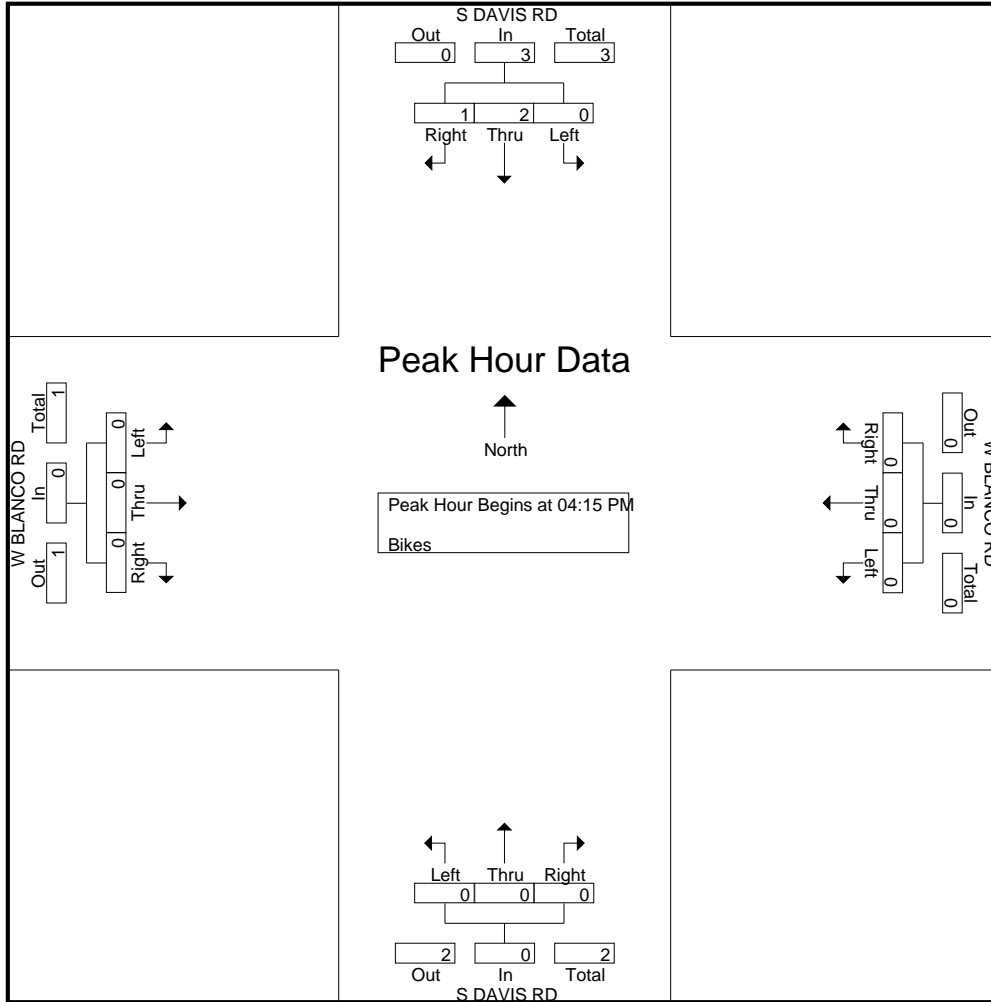 S DAVIS RD
Out In Total
0 3 3
1 2 0
Right Thru Left
Peak Hour Data
North
Peak Hour Begins at 04:15 PM
Bikes
W BLANCO RD
Total In Out
1 0 1
0 0 0
Left Thru Right
Right Thru Left
0 0 0
0 0 0
Out In Total
W BLANCO RD
Left Thru Right
0 0 0
2 0 2
Out In Total
S DAVIS RD